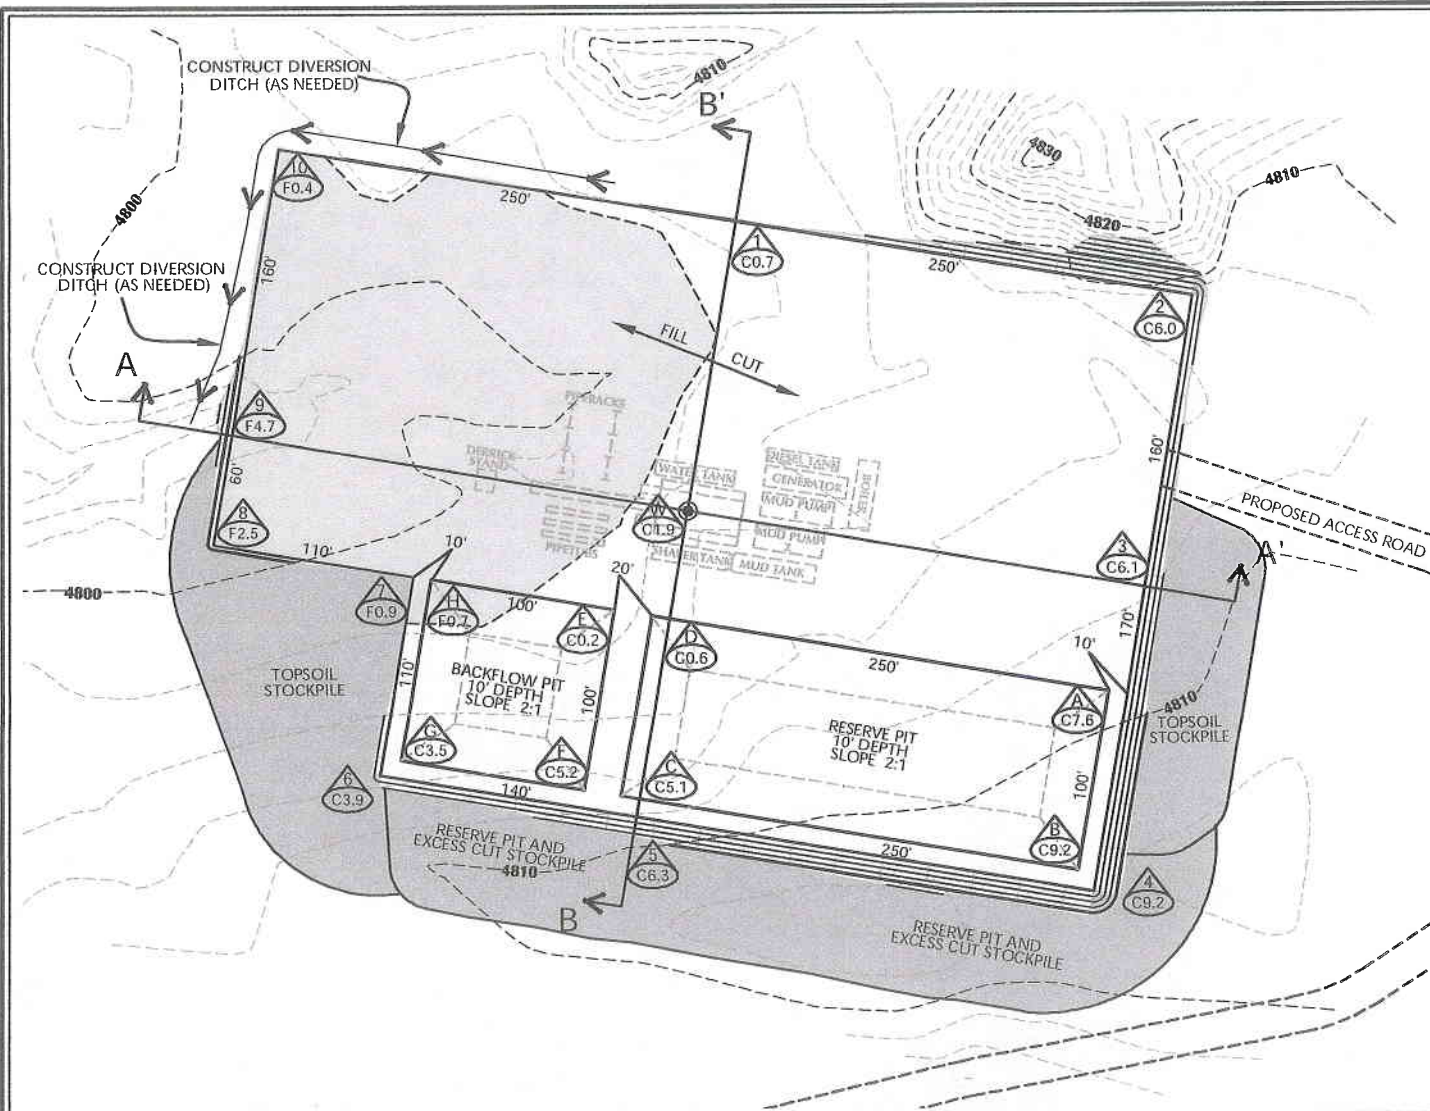 CONSTRUCT DIVERSION
DITCH (AS NEEDED)
4810
B'
4830
4810
4800
10
F0.4
250'
4820
1
C0.7
250'
160'
CONSTRUCT DIVERSION
DITCH (AS NEEDED)
2
C6.0
FILL
CUT
A
9
F4.7
PIPE RACKS
DERRICK
STAND
WATER TANK
DIESEL TANK
GENERATOR
BOILER
MUD PUMP
160'
60'
PROPOSED ACCESS ROAD
8
F2.5
W
C1.9
PIPE TUBS
MUD PUMP
SHAKER TANK
MUD TANK
3
C6.1
A'
110'
10'
20'
4800
7
F0.9
H
F0.7
100'
E
C0.2
D
C0.6
170'
10'
250'
BACKFLOW PIT
10' DEPTH
SLOPE 2:1
110'
100'
TOPSOIL
STOCKPILE
A
C7.6
4810
TOPSOIL
STOCKPILE
RESERVE PIT
10' DEPTH
SLOPE 2:1
G
C3.5
F
C5.2
C
C5.1
100'
6
C3.9
140'
B
C9.2
RESERVE PIT AND
EXCESS CUT STOCKPILE
4810
250'
5
C6.3
4
C9.2
B
RESERVE PIT AND
EXCESS CUT STOCKPILE